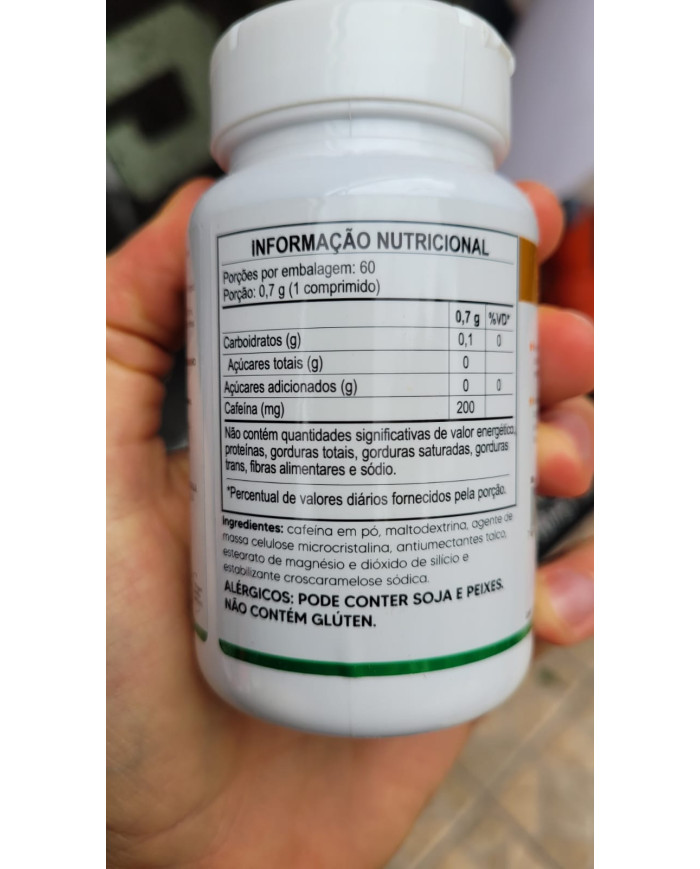 INFORMAÇÃO NUTRICIONAL
Porções por embalagem: 60
Porção: 0,7 g (1 comprimido)
0,7 g %VD*
Carboidratos (g) 0,1 0
Açúcares totais (g) 0
Açúcares adicionados (g) 0 0
Cafeína (mg) 200
Não contém quantidades significativas de valor energético,
proteínas, gorduras totais, gorduras saturadas, gorduras
trans, fibras alimentares e sódio.
*Percentual de valores diários fornecidos pela porção.
Ingredientes: cafeína em pó, maltodextrina, agente de
massa celulose microcristalina, antiumectantes talco,
estearato de magnésio e dióxido de silício e
estabilizante croscaramelose sódica.
ALÉRGICOS: PODE CONTER SOJA E PEIXES.
NÃO CONTÉM GLÚTEN.